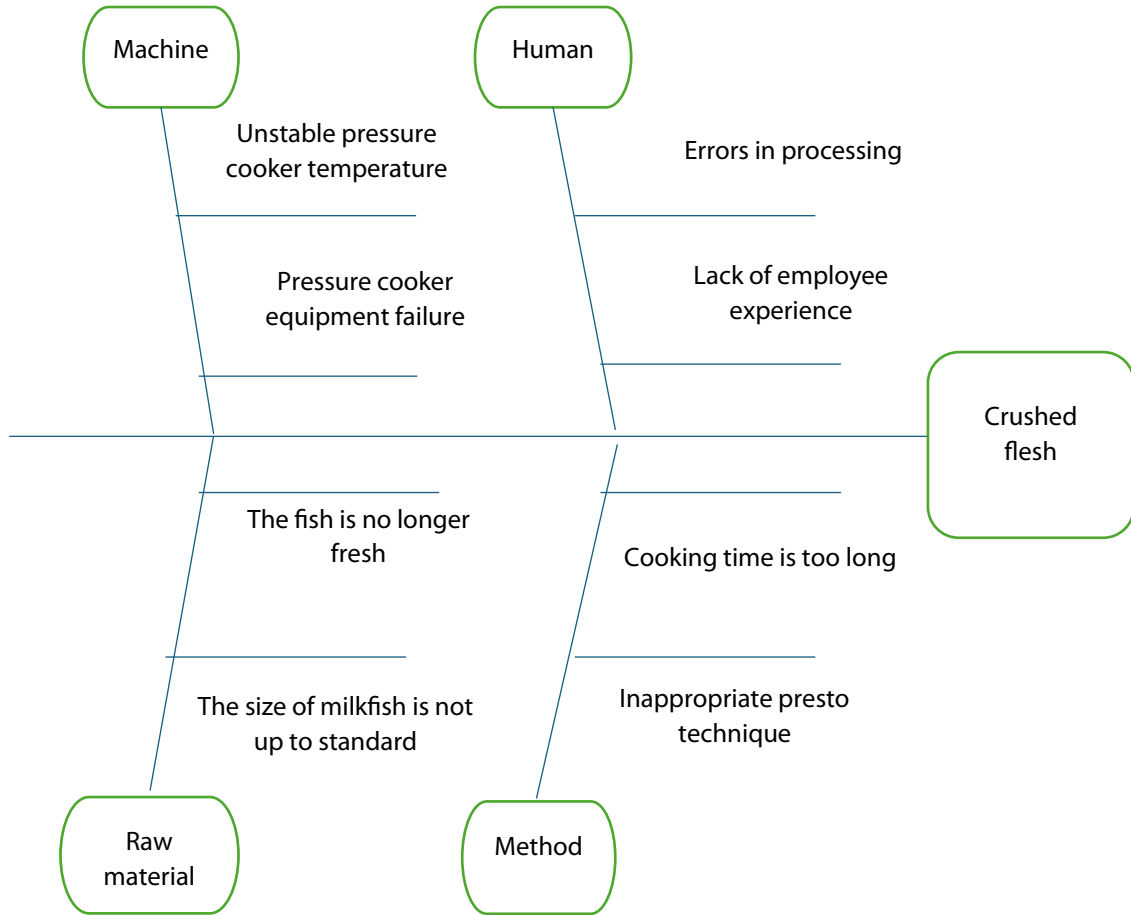 Machine
Human
Unstable pressure
cooker temperature
Errors in processing
Pressure cooker
equipment failure
Lack of employee
experience
Crushed
flesh
The fish is no longer
fresh
Cooking time is too long
The size of milkfish is not
up to standard
Inappropriate presto
technique
Raw
material
Method